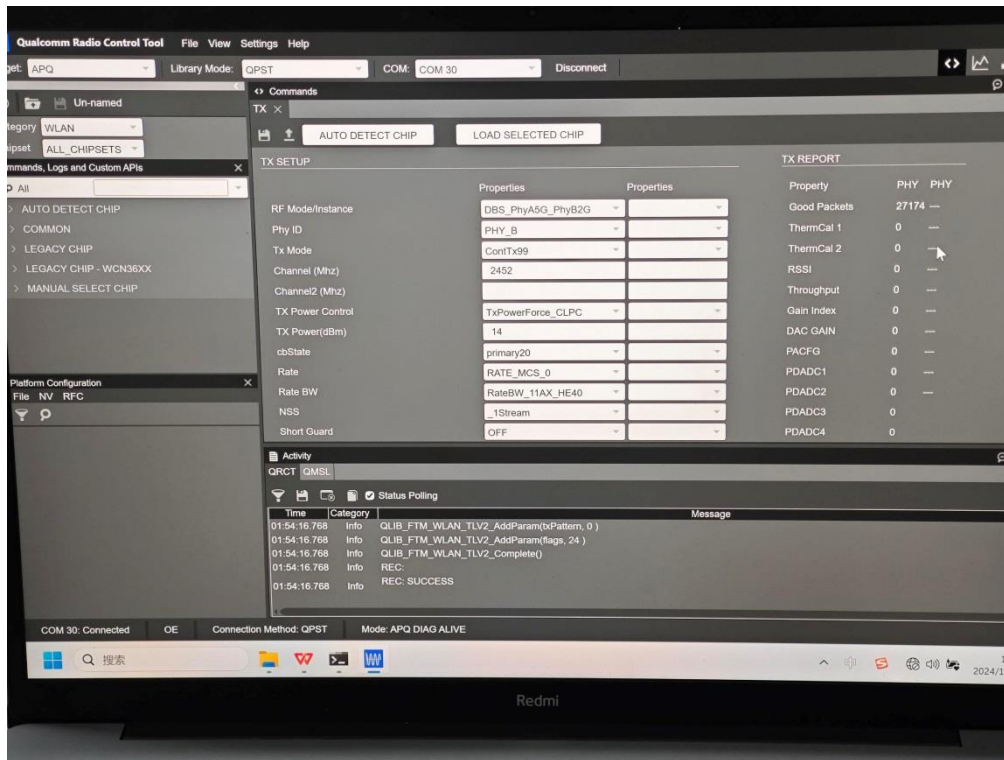 Qualcomm Radio Control Tool File View Settings Help
APQ Library Mode: QPST COM: COM 30 Disconnect
Un-named
WLAN
ALL_CHIPSETS
Commands, Logs and Custom APIs
All
AUTO DETECT CHIP
COMMON
LEGACY CHIP
LEGACY CHIP - WCN36XX
MANUAL SELECT CHIP
Platform Configuration
File NV RFC
Commands
TX
AUTO DETECT CHIP LOAD SELECTED CHIP
TX SETUP
Properties Properties
RF Mode/Instance DBS_PhyA5G_PhyB2G
Phy ID PHY_B
Tx Mode ContTx99
Channel (Mhz) 2452
Channel2 (Mhz)
TX Power Control TxPowerForce_CLPC
TX Power(dBm) 14
cbState primary20
Rate RATE_MCS_0
Rate BW RateBW_11AX_HE40
NSS _1Stream
Short Guard OFF
TX REPORT
Property PHY PHY
Good Packets 27174 ---
ThermCal 1 0 ---
ThermCal 2 0 ---
RSSI 0 ---
Throughput 0 ---
Gain Index 0 ---
DAC GAIN 0 ---
PACFG 0 ---
PDADC1 0 ---
PDADC2 0 ---
PDADC3 0
PDADC4 0
Activity
QRCT QMSL
Status Polling
Time Category Message
01:54:16.768 Info QLIB_FTM_WLAN_TLV2_AddParam(txPattern, 0 )
01:54:16.768 Info QLIB_FTM_WLAN_TLV2_AddParam(flags, 24 )
01:54:16.768 Info QLIB_FTM_WLAN_TLV2_Complete()
01:54:16.768 Info REC:
01:54:16.768 Info REC: SUCCESS
COM 30: Connected OE Connection Method: QPST Mode: APQ DIAG ALIVE
搜索
2024/1
Redmi